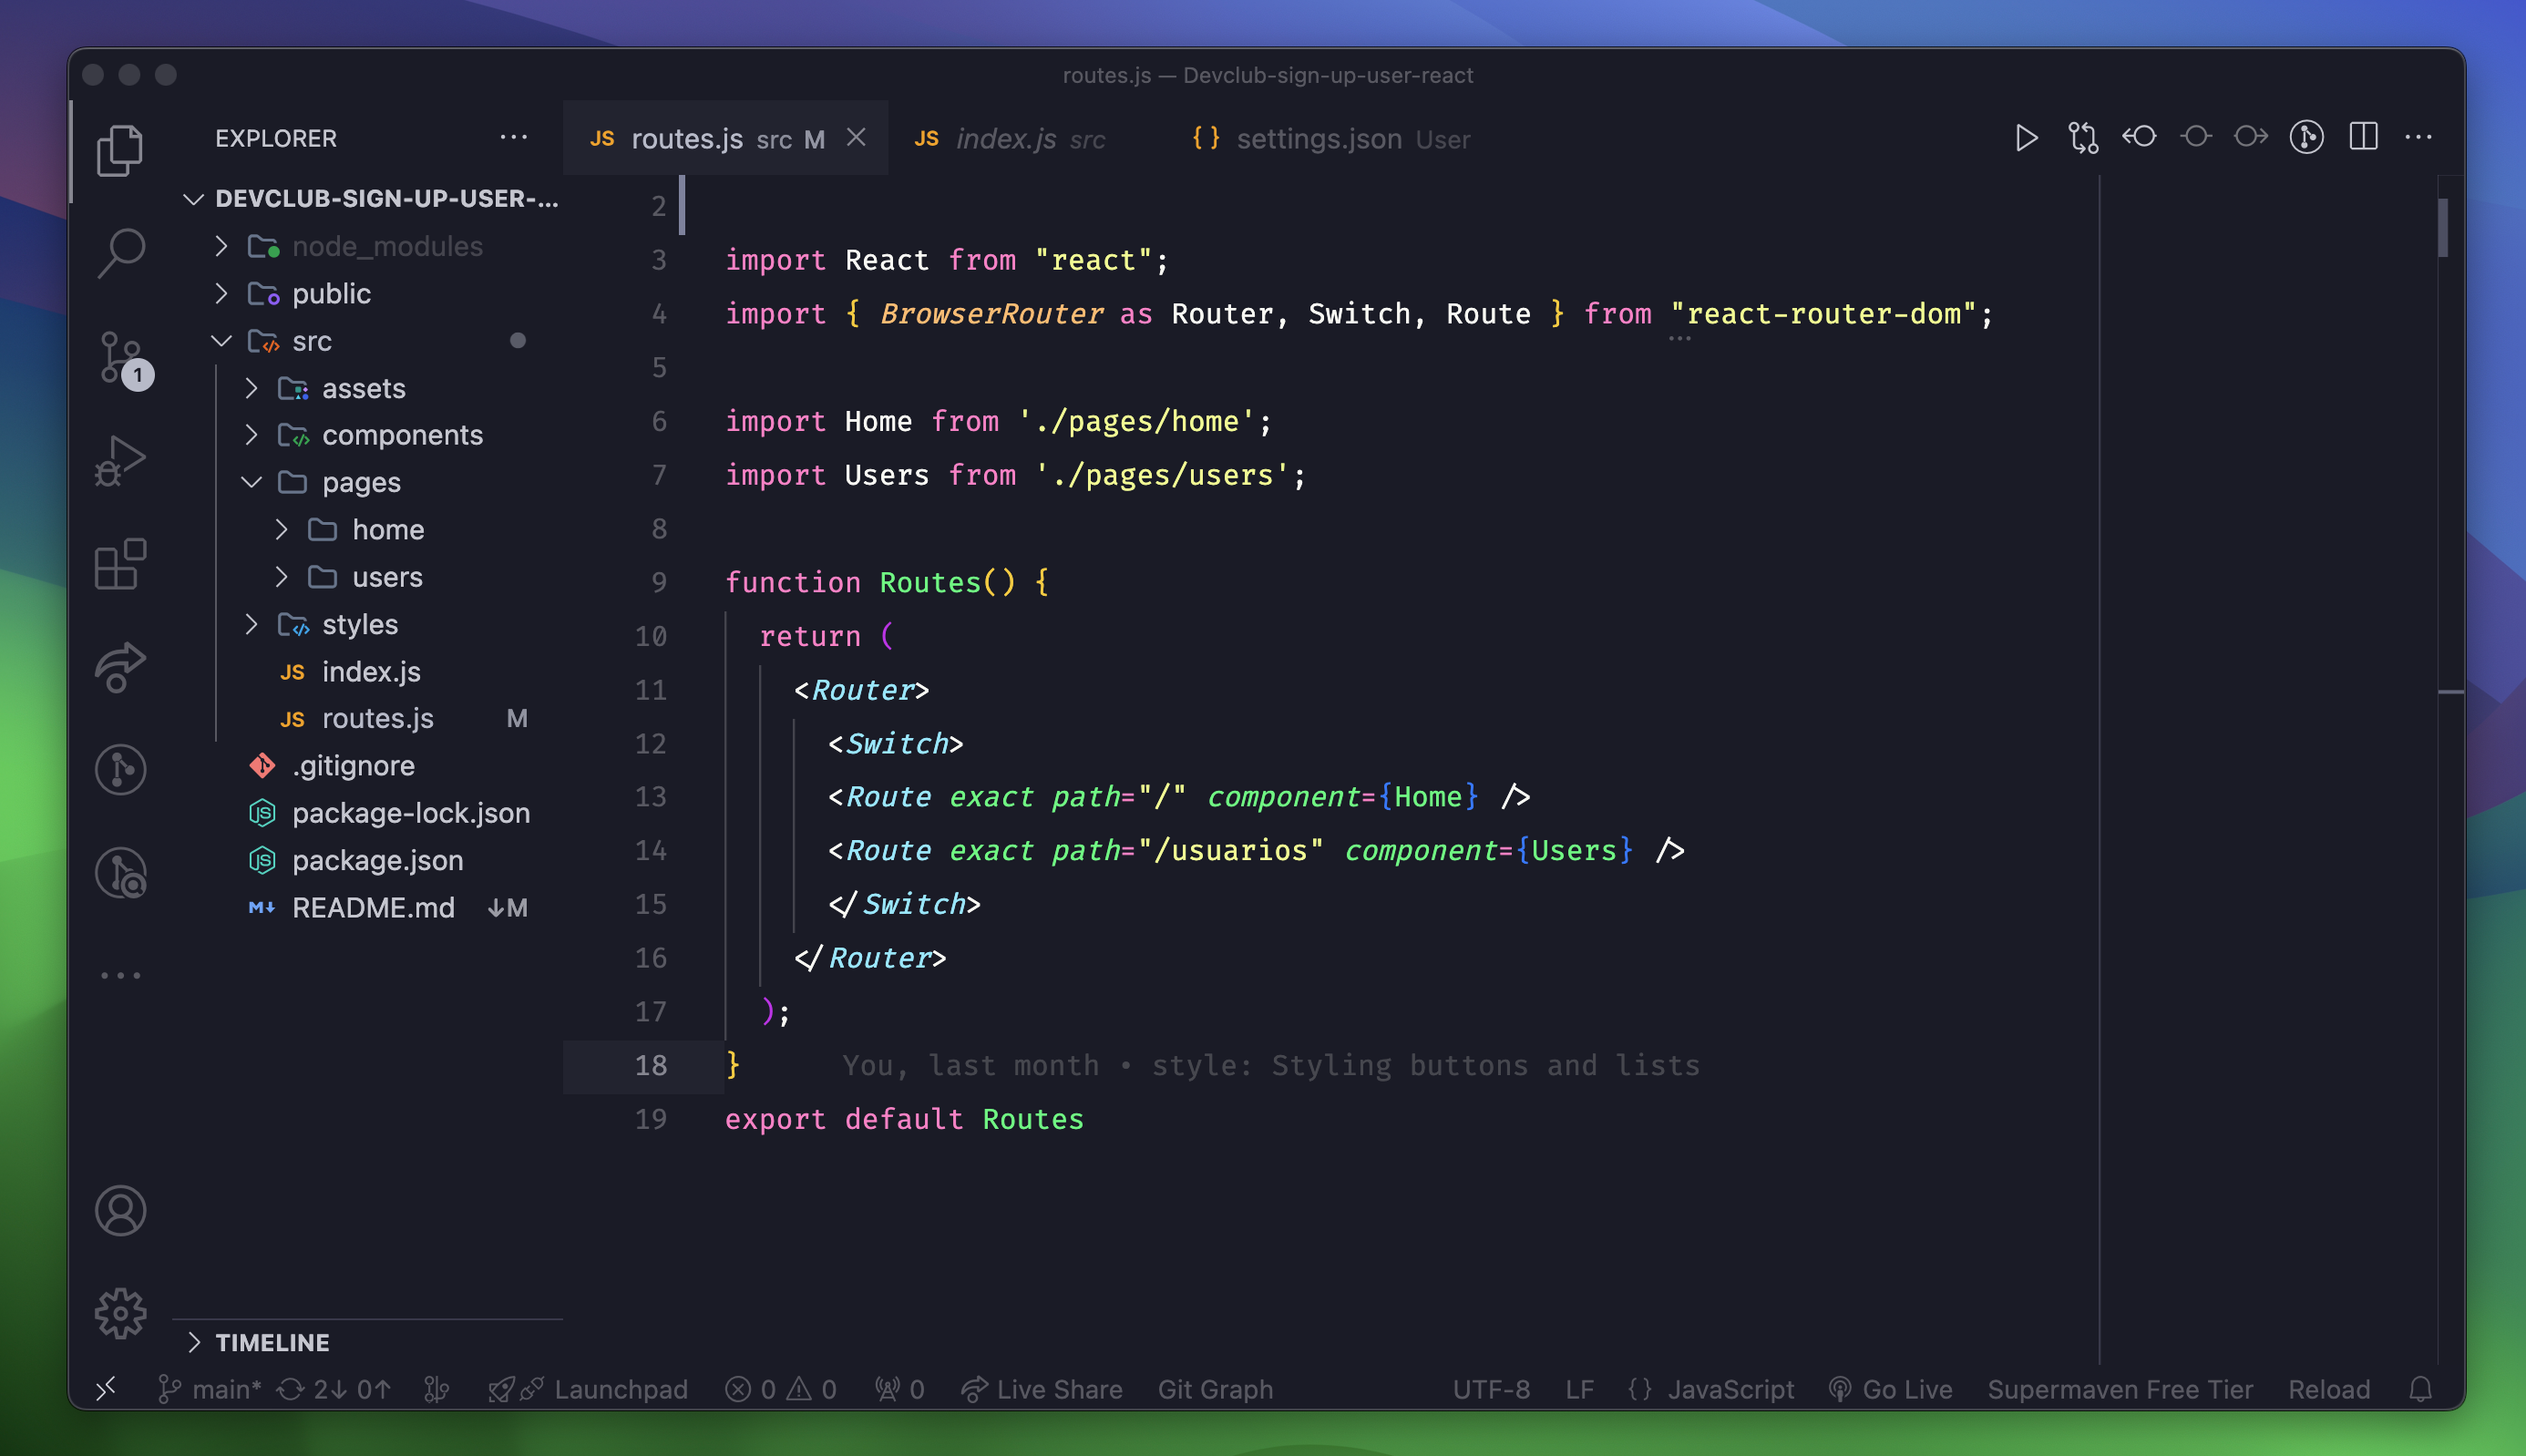 routes.js — Devclub-sign-up-user-react
EXPLORER
JS routes.js src M
JS index.js src
{} settings.json User
DEVCLUB-SIGN-UP-USER-...
node_modules
public
src
assets
components
pages
home
users
styles
JS index.js
JS routes.js M
.gitignore
JS package-lock.json
JS package.json
M↓ README.md ↓M
1
TIMELINE
2
3 import React from "react";
4 import { BrowserRouter as Router, Switch, Route } from "react-router-dom";
5
6 import Home from './pages/home';
7 import Users from './pages/users';
8
9 function Routes() {
10 return (
11 <Router>
12 <Switch>
13 <Route exact path="/" component={Home} />
14 <Route exact path="/usuarios" component={Users} />
15 </Switch>
16 </Router>
17 );
18 } You, last month • style: Styling buttons and lists
19 export default Routes
main* 2↓ 0↑ Launchpad 0 0 0 Live Share Git Graph UTF-8 LF {} JavaScript Go Live Supermaven Free Tier Reload